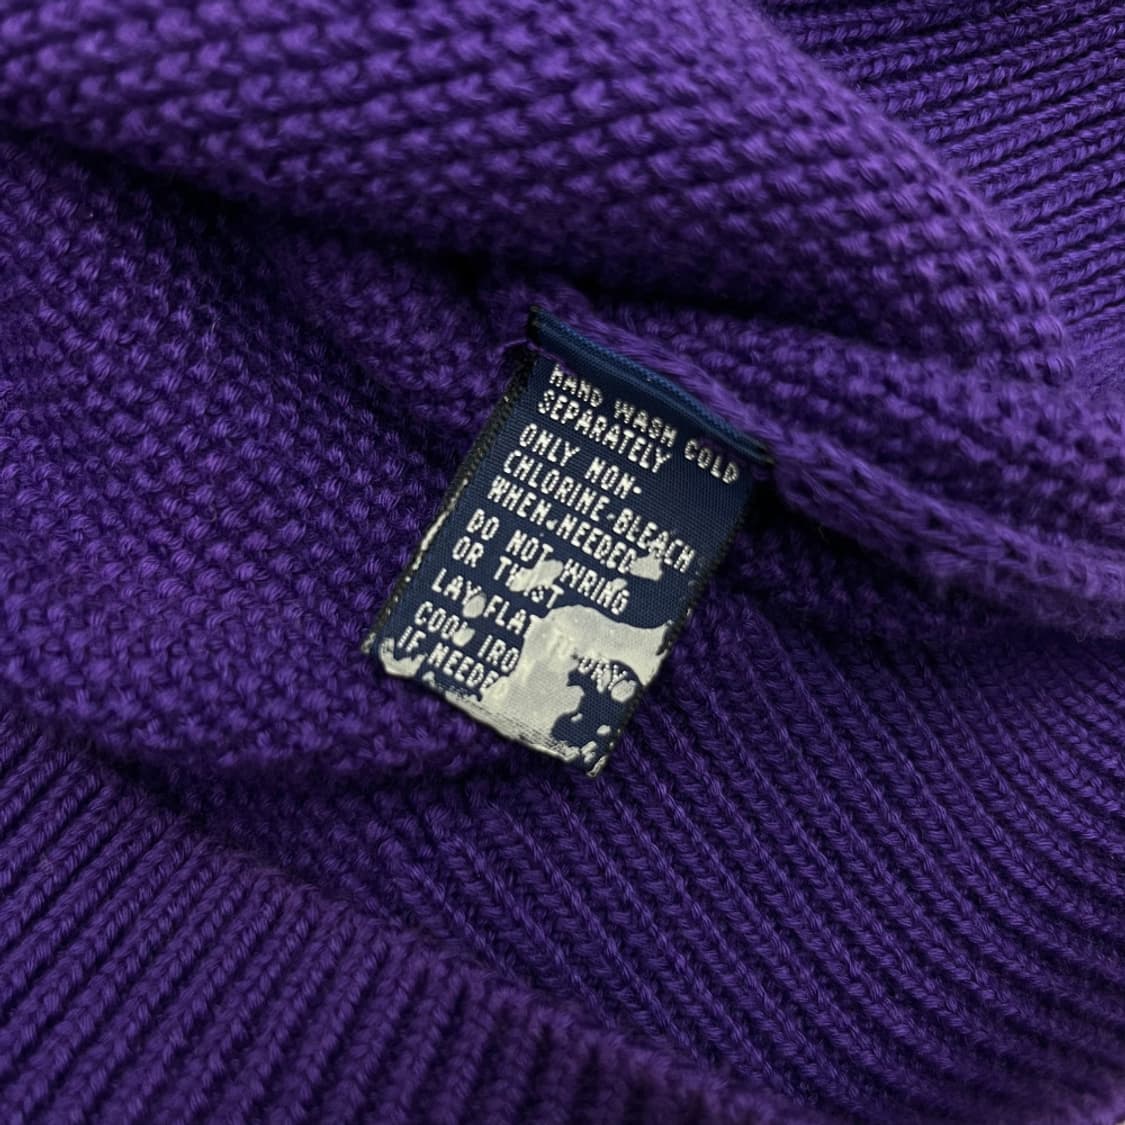 HAND WASH COLD
SEPARATELY
ONLY NON-
CHLORINE BLEACH
WHEN NEEDED
DO NOT WRING
OR TWIST
LAY FLAT TO DRY
COOL IRON
IF NEEDED